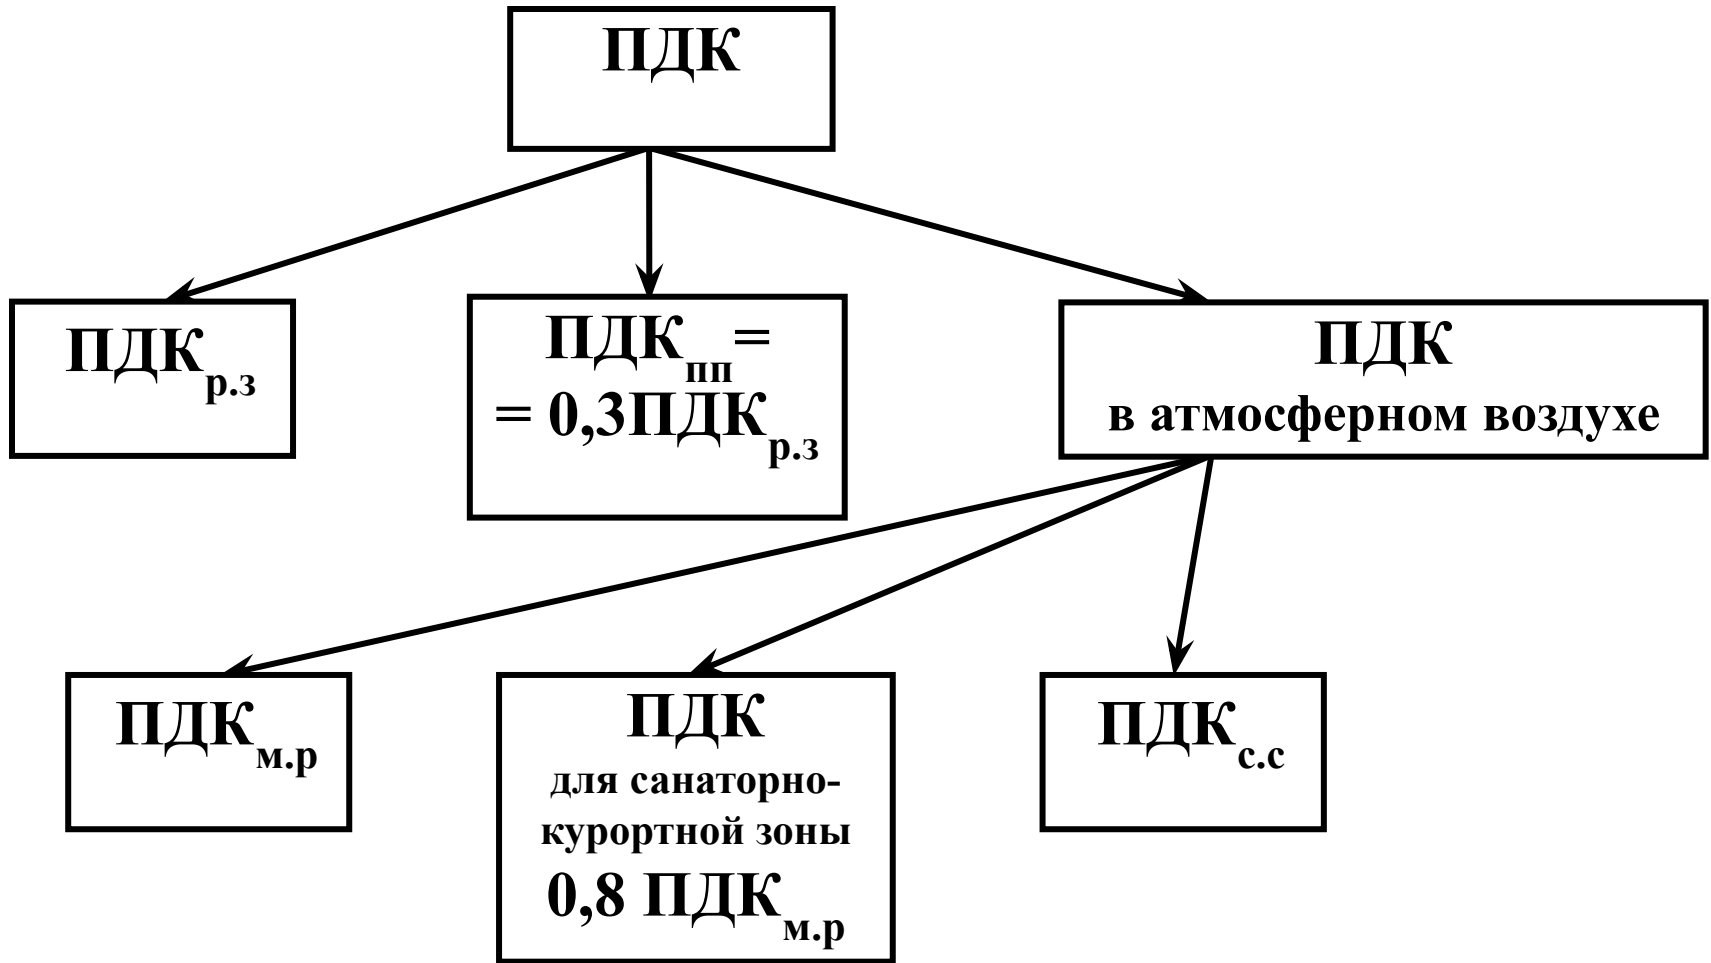 ПДК
ПДКр.з
ПДКпп=
= 0,3ПДКр.з
ПДК
в атмосферном воздухе
ПДКм.р
ПДК
для санаторно-
курортной зоны
0,8 ПДКм.р
ПДКс.с